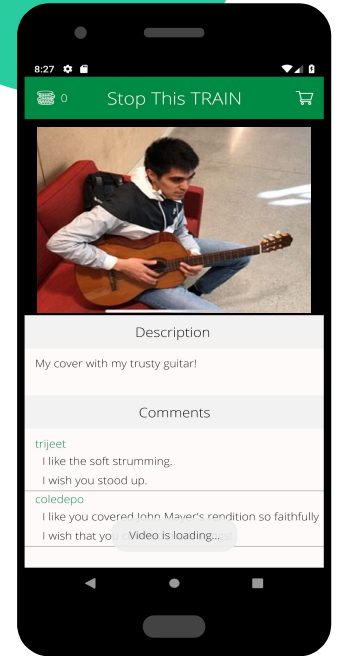 8:27
0
Stop This TRAIN
Description
My cover with my trusty guitar!
Comments
trijeet
I like the soft strumming.
I wish you stood up.
coledepo
I like you covered John Mayer's rendition so faithfully
I wish that you
Video is loading...